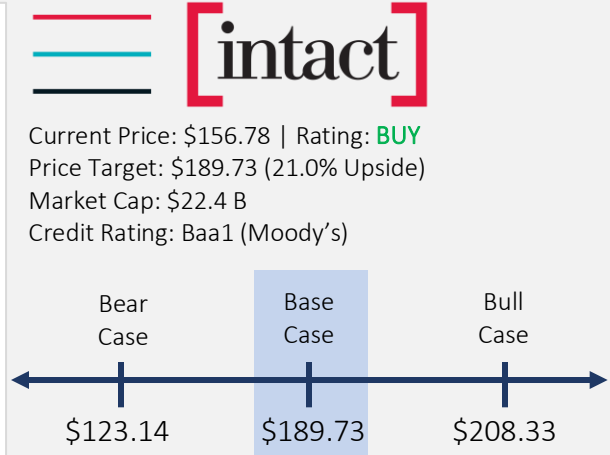 [intact]
Current Price: $156.78 | Rating: BUY
Price Target: $189.73 (21.0% Upside)
Market Cap: $22.4 B
Credit Rating: Baa1 (Moody’s)
Bear Case
Base Case
Bull Case
$123.14
$189.73
$208.33